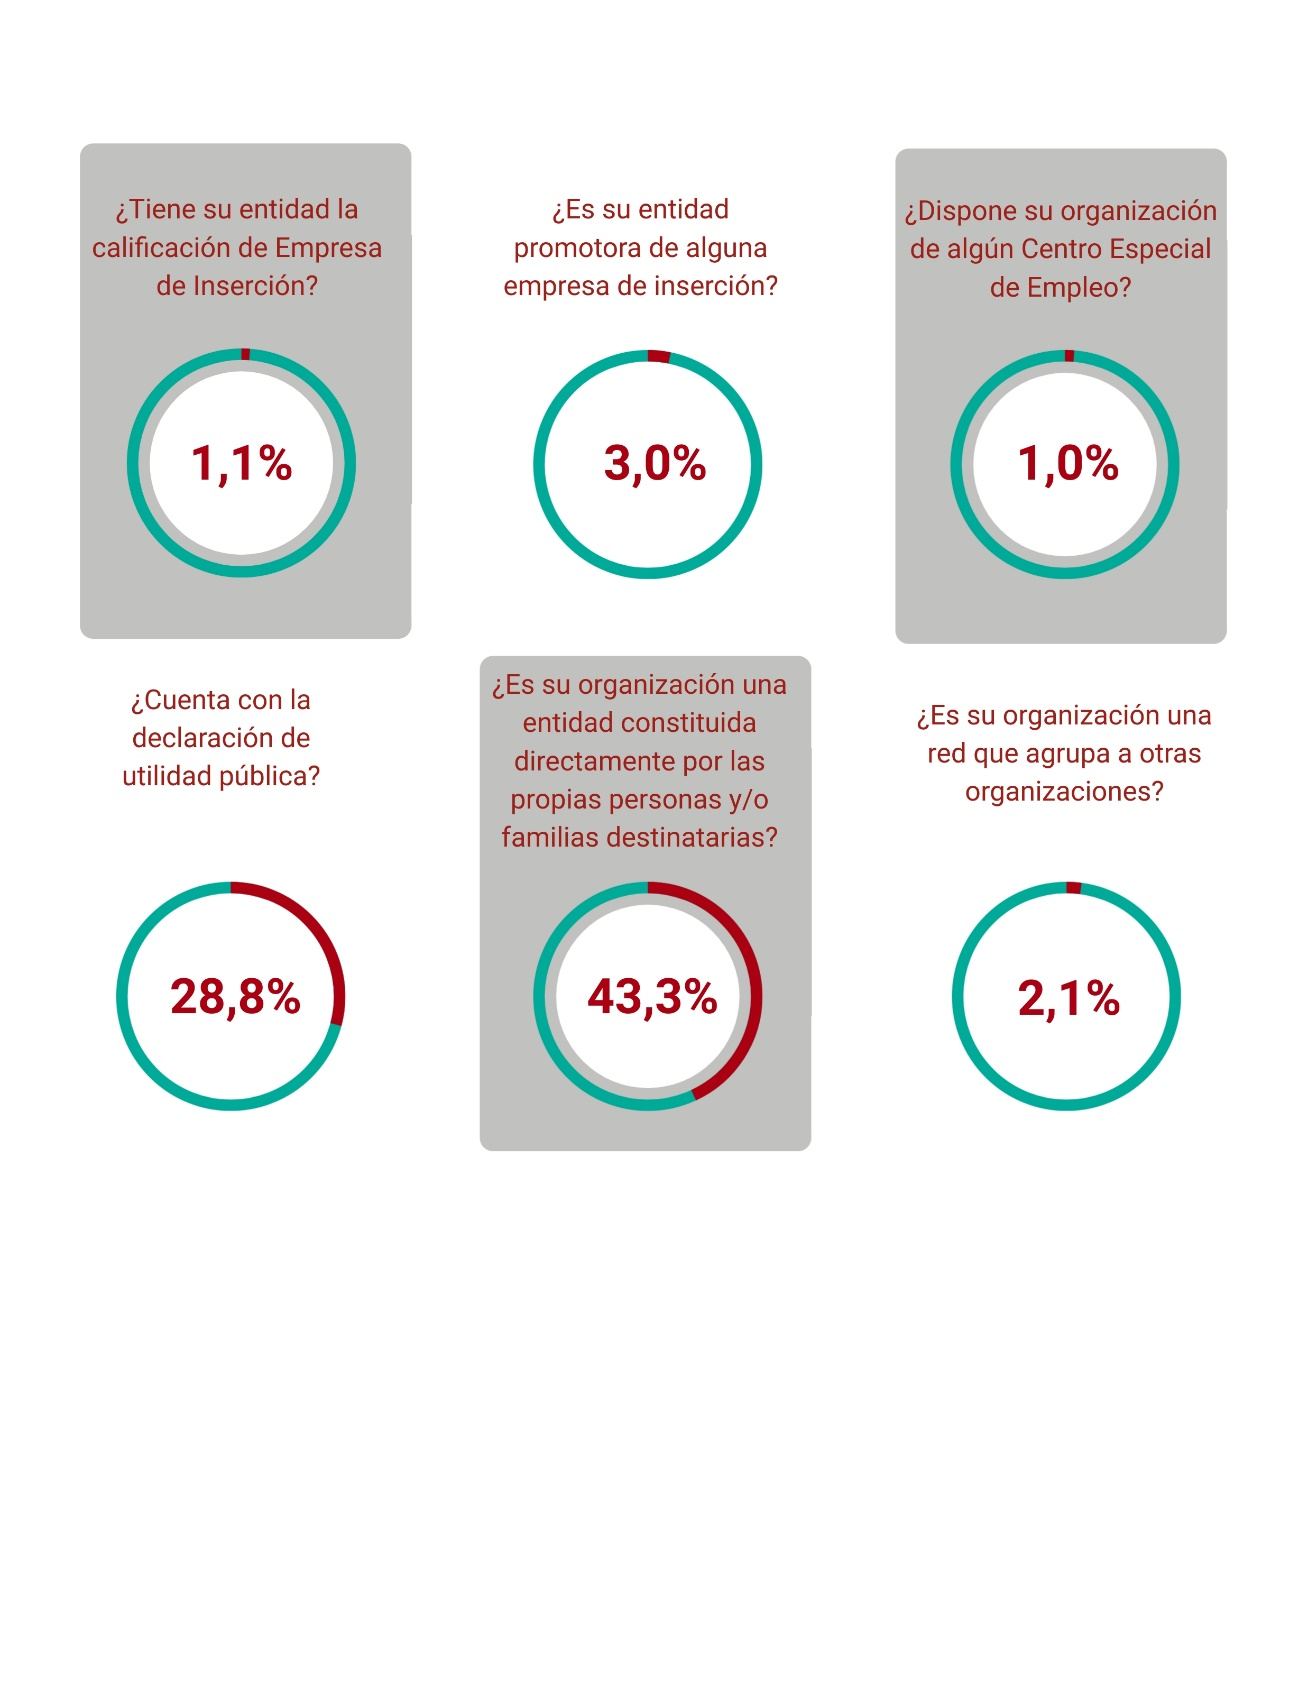 ¿Tiene su entidad la
calificación de Empresa
de Inserción?
1,1%
¿Es su entidad
promotora de alguna
empresa de inserción?
3,0%
¿Dispone su organización
de algún Centro Especial
de Empleo?
1,0%
¿Cuenta con la
declaración de
utilidad pública?
28,8%
¿Es su organización una
entidad constituida
directamente por las
propias personas y/o
familias destinatarias?
43,3%
¿Es su organización una
red que agrupa a otras
organizaciones?
2,1%